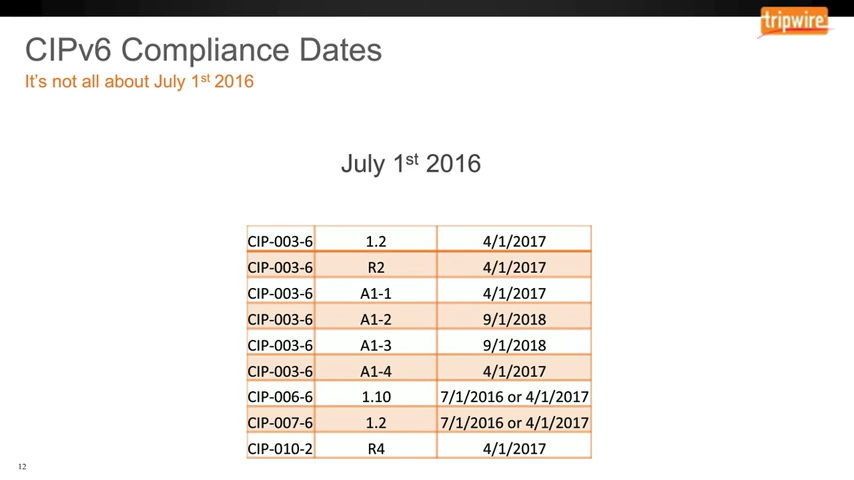 tripwire
CIPv6 Compliance Dates
It's not all about July 1st 2016
July 1st 2016
CIP-003-6 1.2 4/1/2017
CIP-003-6 R2 4/1/2017
CIP-003-6 A1-1 4/1/2017
CIP-003-6 A1-2 9/1/2018
CIP-003-6 A1-3 9/1/2018
CIP-003-6 A1-4 4/1/2017
CIP-006-6 1.10 7/1/2016 or 4/1/2017
CIP-007-6 1.2 7/1/2016 or 4/1/2017
CIP-010-2 R4 4/1/2017
12